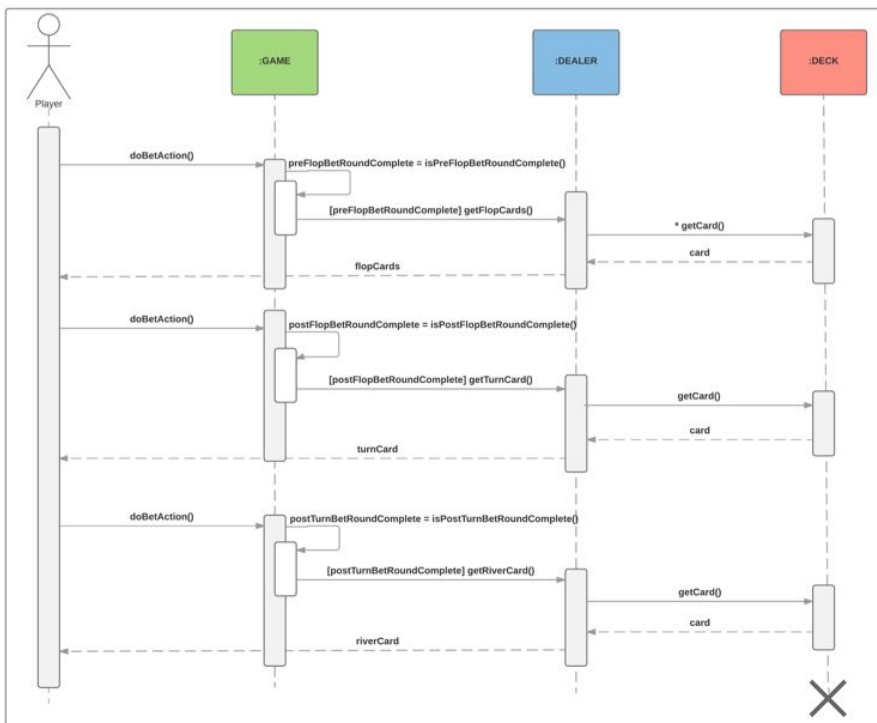 :GAME
:DEALER
:DECK
Player
doBetAction()
preFlopBetRoundComplete = isPreFlopBetRoundComplete()
[preFlopBetRoundComplete] getFlopCards()
* getCard()
card
flopCards
doBetAction()
postFlopBetRoundComplete = isPostFlopBetRoundComplete()
[postFlopBetRoundComplete] getTurnCard()
getCard()
card
turnCard
doBetAction()
postTurnBetRoundComplete = isPostTurnBetRoundComplete()
[postTurnBetRoundComplete] getRiverCard()
getCard()
card
riverCard